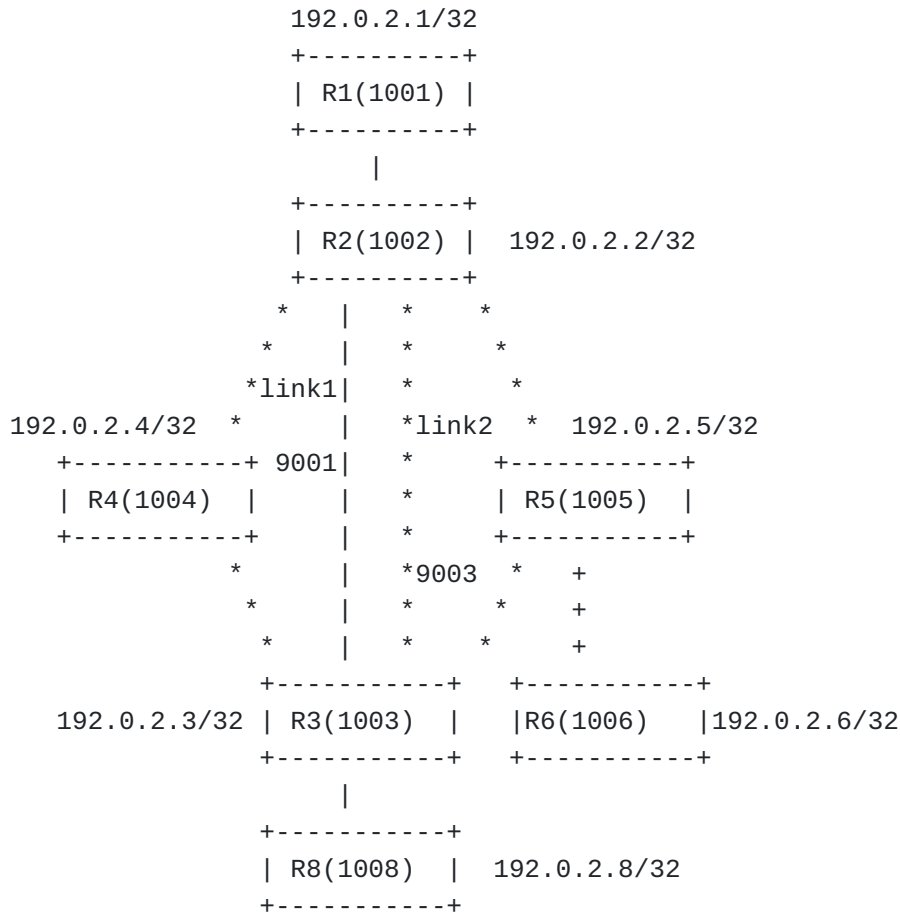 192.0.2.1/32
R1(1001)
R2(1002) 192.0.2.2/32
link1
192.0.2.4/32 link2 192.0.2.5/32
9001
R4(1004) R5(1005)
9003
192.0.2.3/32 R3(1003) R6(1006) 192.0.2.6/32
R8(1008) 192.0.2.8/32